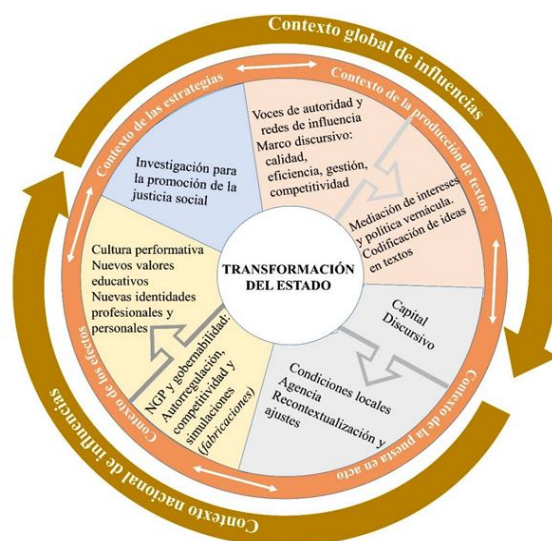 Contexto global de influencias
Contexto de las estrategias
Contexto de la producción de textos
Voces de autoridad y
redes de influencia
Marco discursivo:
calidad,
eficiencia, gestión,
competitividad
Mediación de intereses
y política vernácula.
Codificación de ideas
en textos
Investigación para
la promoción de la
justicia social
TRANSFORMACIÓN
DEL ESTADO
Cultura performativa
Nuevos valores
educativos
Nuevas identidades
profesionales y
personales
NGP y gobernabilidad:
Autorregulación,
competitividad y
simulaciones
(fabricaciones)
Capital
Discursivo
Condiciones locales
Agencia
Recontextualización y
ajustes
Contexto de los efectos
Contexto de la puesta en acto
Contexto nacional de influencias